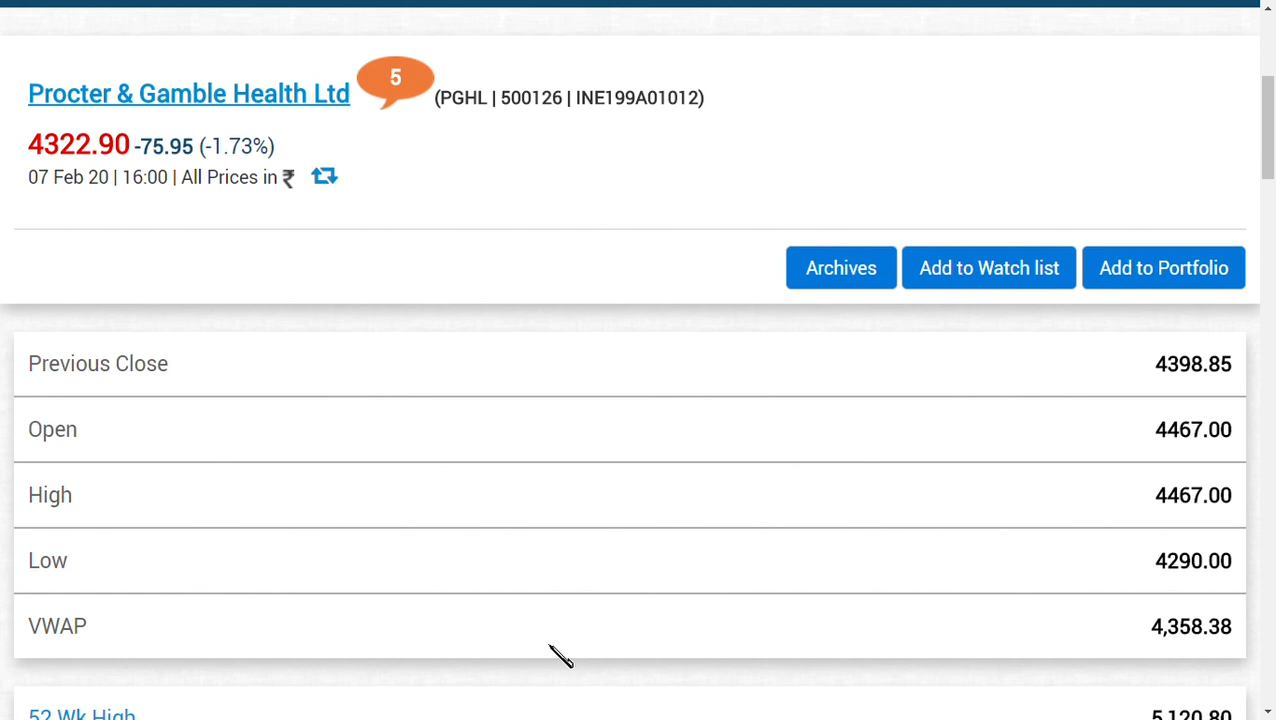 Procter & Gamble Health Ltd 5 (PGHL | 500126 | INE199A01012)
4322.90 -75.95 (-1.73%)
07 Feb 20 | 16:00 | All Prices in ₹
Archives Add to Watch list Add to Portfolio
Previous Close 4398.85
Open 4467.00
High 4467.00
Low 4290.00
VWAP 4,358.38
52 Wk High 5,120.80